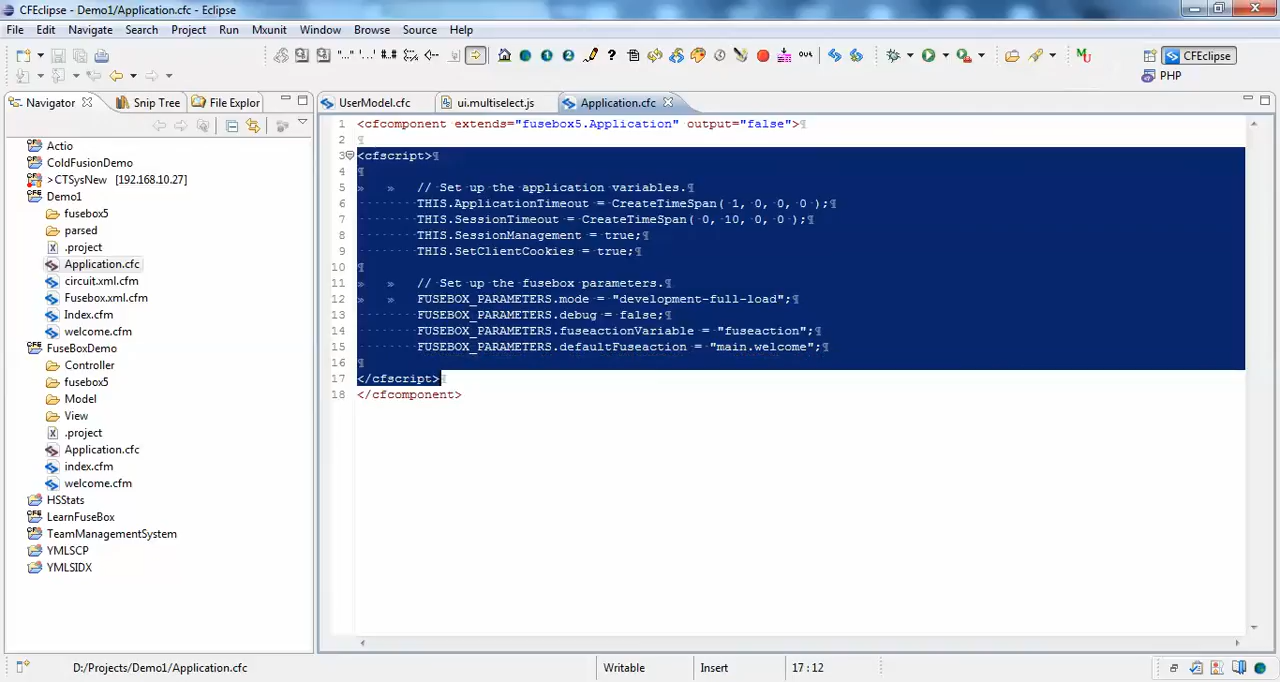 CFEclipse - Demo1/Application.cfc - Eclipse
File Edit Navigate Search Project Run Mxunit Window Browse Source Help
CFEclipse
PHP
Navigator Snip Tree File Explor
UserModel.cfc ui.multiselect.js Application.cfc
Actio
ColdFusionDemo
>CTSysNew [192.168.10.27]
Demo1
fusebox5
parsed
.project
Application.cfc
circuit.xml.cfm
Fusebox.xml.cfm
Index.cfm
welcome.cfm
FuseBoxDemo
Controller
fusebox5
Model
View
.project
Application.cfc
index.cfm
welcome.cfm
HSStats
LearnFuseBox
TeamManagementSystem
YMLSCP
YMLSIDX
1 <cfcomponent extends="fusebox5.Application" output="false">¶
2 ¶
3 <cfscript>¶
4 ¶
5 » » // Set up the application variables.¶
6 THIS.ApplicationTimeout = CreateTimeSpan( 1, 0, 0, 0 );¶
7 THIS.SessionTimeout = CreateTimeSpan( 0, 10, 0, 0 );¶
8 THIS.SessionManagement = true;¶
9 THIS.SetClientCookies = true;¶
10 ¶
11 » » // Set up the fusebox parameters.¶
12 » » FUSEBOX_PARAMETERS.mode = "development-full-load";¶
13 FUSEBOX_PARAMETERS.debug = false;¶
14 FUSEBOX_PARAMETERS.fuseactionVariable = "fuseaction";¶
15 FUSEBOX_PARAMETERS.defaultFuseaction = "main.welcome";¶
16 ¶
17 </cfscript>¶
18 </cfcomponent>
D:/Projects/Demo1/Application.cfc Writable Insert 17:12